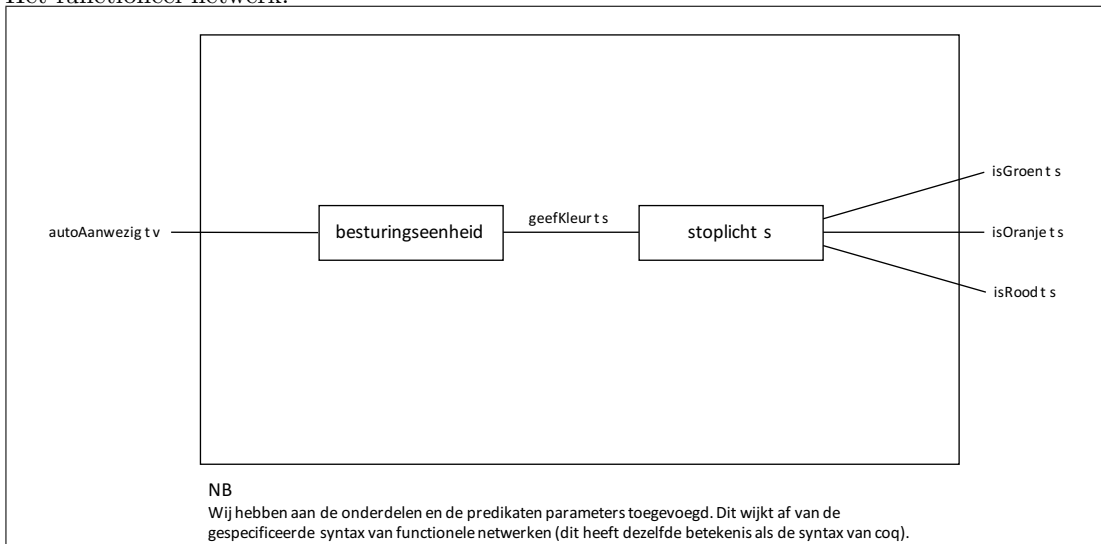 Het functioneel netwerk:
isGroen t s
autoAanwezig t v
besturingseenheid
geefKleur t s
stoplicht s
isOranje t s
isRood t s
NB
Wij hebben aan de onderdelen en de predikaten parameters toegevoegd. Dit wijkt af van de
gespecificeerde syntax van functionele netwerken (dit heeft dezelfde betekenis als de syntax van coq).